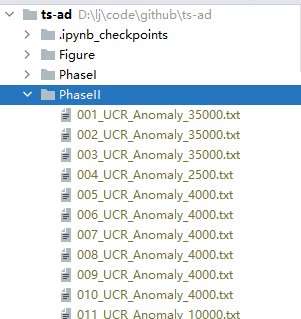 ts-ad D:\lj\code\github\ts-ad
.ipynb_checkpoints
Figure
PhaseI
PhaseII
001_UCR_Anomaly_35000.txt
002_UCR_Anomaly_35000.txt
003_UCR_Anomaly_35000.txt
004_UCR_Anomaly_2500.txt
005_UCR_Anomaly_4000.txt
006_UCR_Anomaly_4000.txt
007_UCR_Anomaly_4000.txt
008_UCR_Anomaly_4000.txt
009_UCR_Anomaly_4000.txt
010_UCR_Anomaly_4000.txt
011_UCR_Anomaly_10000.txt